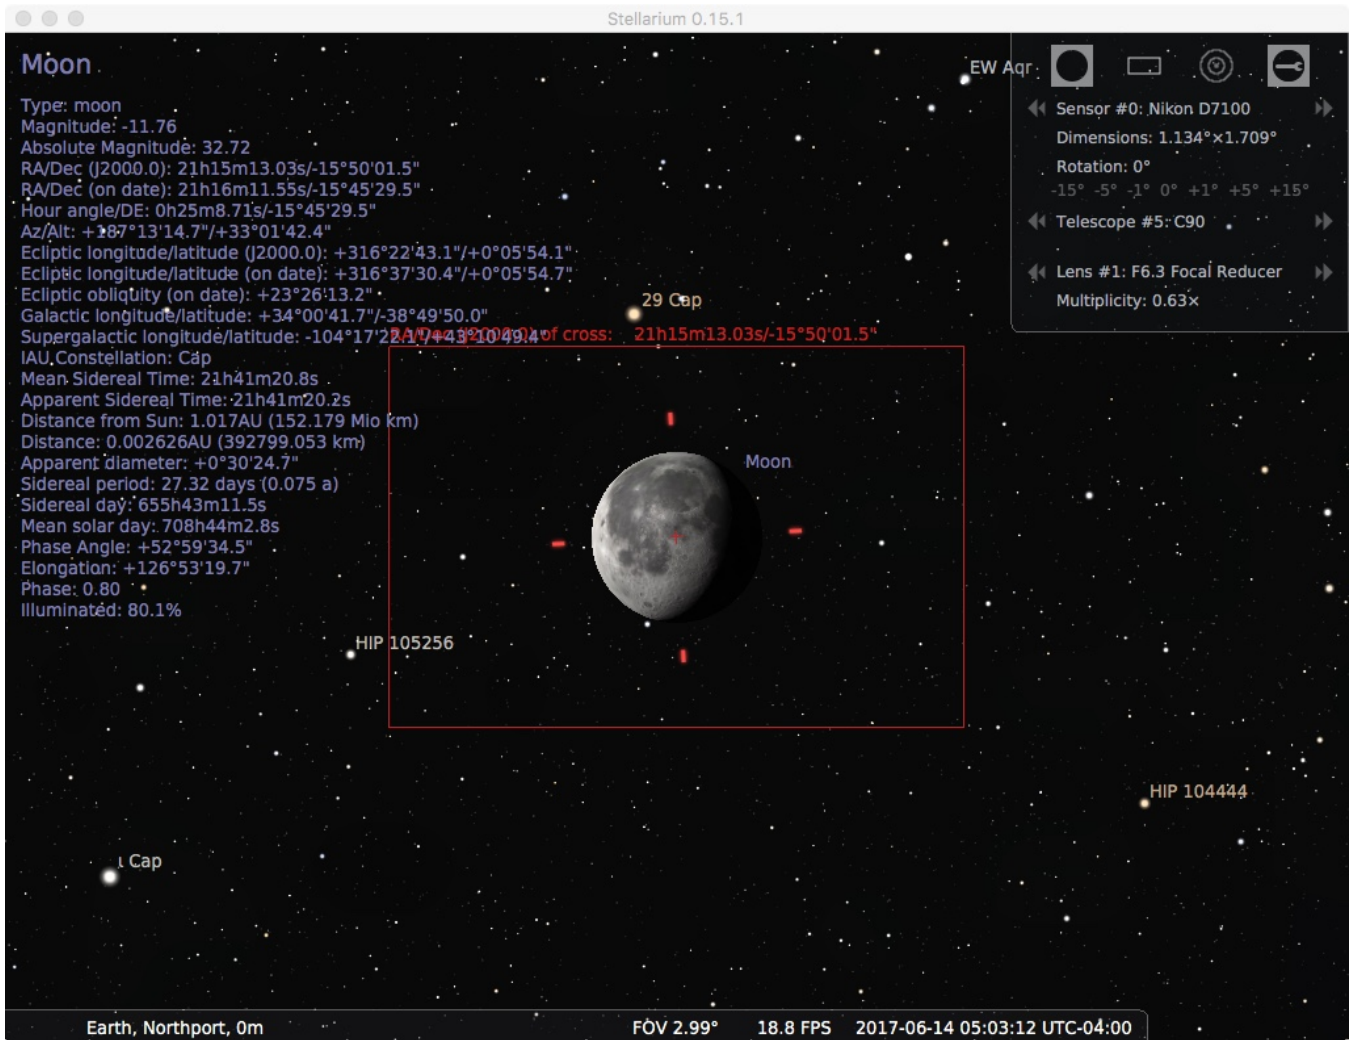 Stellarium 0.15.1
Moon
Type: moon
Magnitude: -11.76
Absolute Magnitude: 32.72
RA/Dec (J2000.0): 21h15m13.03s/-15°50'01.5"
RA/Dec (on date): 21h16m11.55s/-15°45'29.5"
Hour angle/DE: 0h25m8.71s/-15°45'29.5"
Az/Alt: +187°13'14.7"/+33°01'42.4"
Ecliptic longitude/latitude (J2000.0): +316°22'43.1"/+0°05'54.1"
Ecliptic longitude/latitude (on date): +316°37'30.4"/+0°05'54.7"
Ecliptic obliquity (on date): +23°26'13.2"
Galactic longitude/latitude: +34°00'41.7"/-38°49'50.0"
Supergalactic longitude/latitude: -104°17'22.1"/+43°10'49.4"
IAU Constellation: Cap
Mean Sidereal Time: 21h41m20.8s
Apparent Sidereal Time: 21h41m20.2s
Distance from Sun: 1.017AU (152.179 Mio km)
Distance: 0.002626AU (392799.053 km)
Apparent diameter: +0°30'24.7"
Sidereal period: 27.32 days (0.075 a)
Sidereal day: 655h43m11.5s
Mean solar day: 708h44m2.8s
Phase Angle: +52°59'34.5"
Elongation: +126°53'19.7"
Phase: 0.80
Illuminated: 80.1%
EW Aqr
Sensor #0: Nikon D7100
Dimensions: 1.134°×1.709°
Rotation: 0°
-15° -5° -1° 0° +1° +5° +15°
Telescope #5: C90
Lens #1: F6.3 Focal Reducer
Multiplicity: 0.63×
29 Cap
RA/Dec (J2000.0) of cross: 21h15m13.03s/-15°50'01.5"
Moon
HIP 105256
HIP 104444
ι Cap
Earth, Northport, 0m
FOV 2.99°
18.8 FPS
2017-06-14 05:03:12 UTC-04:00